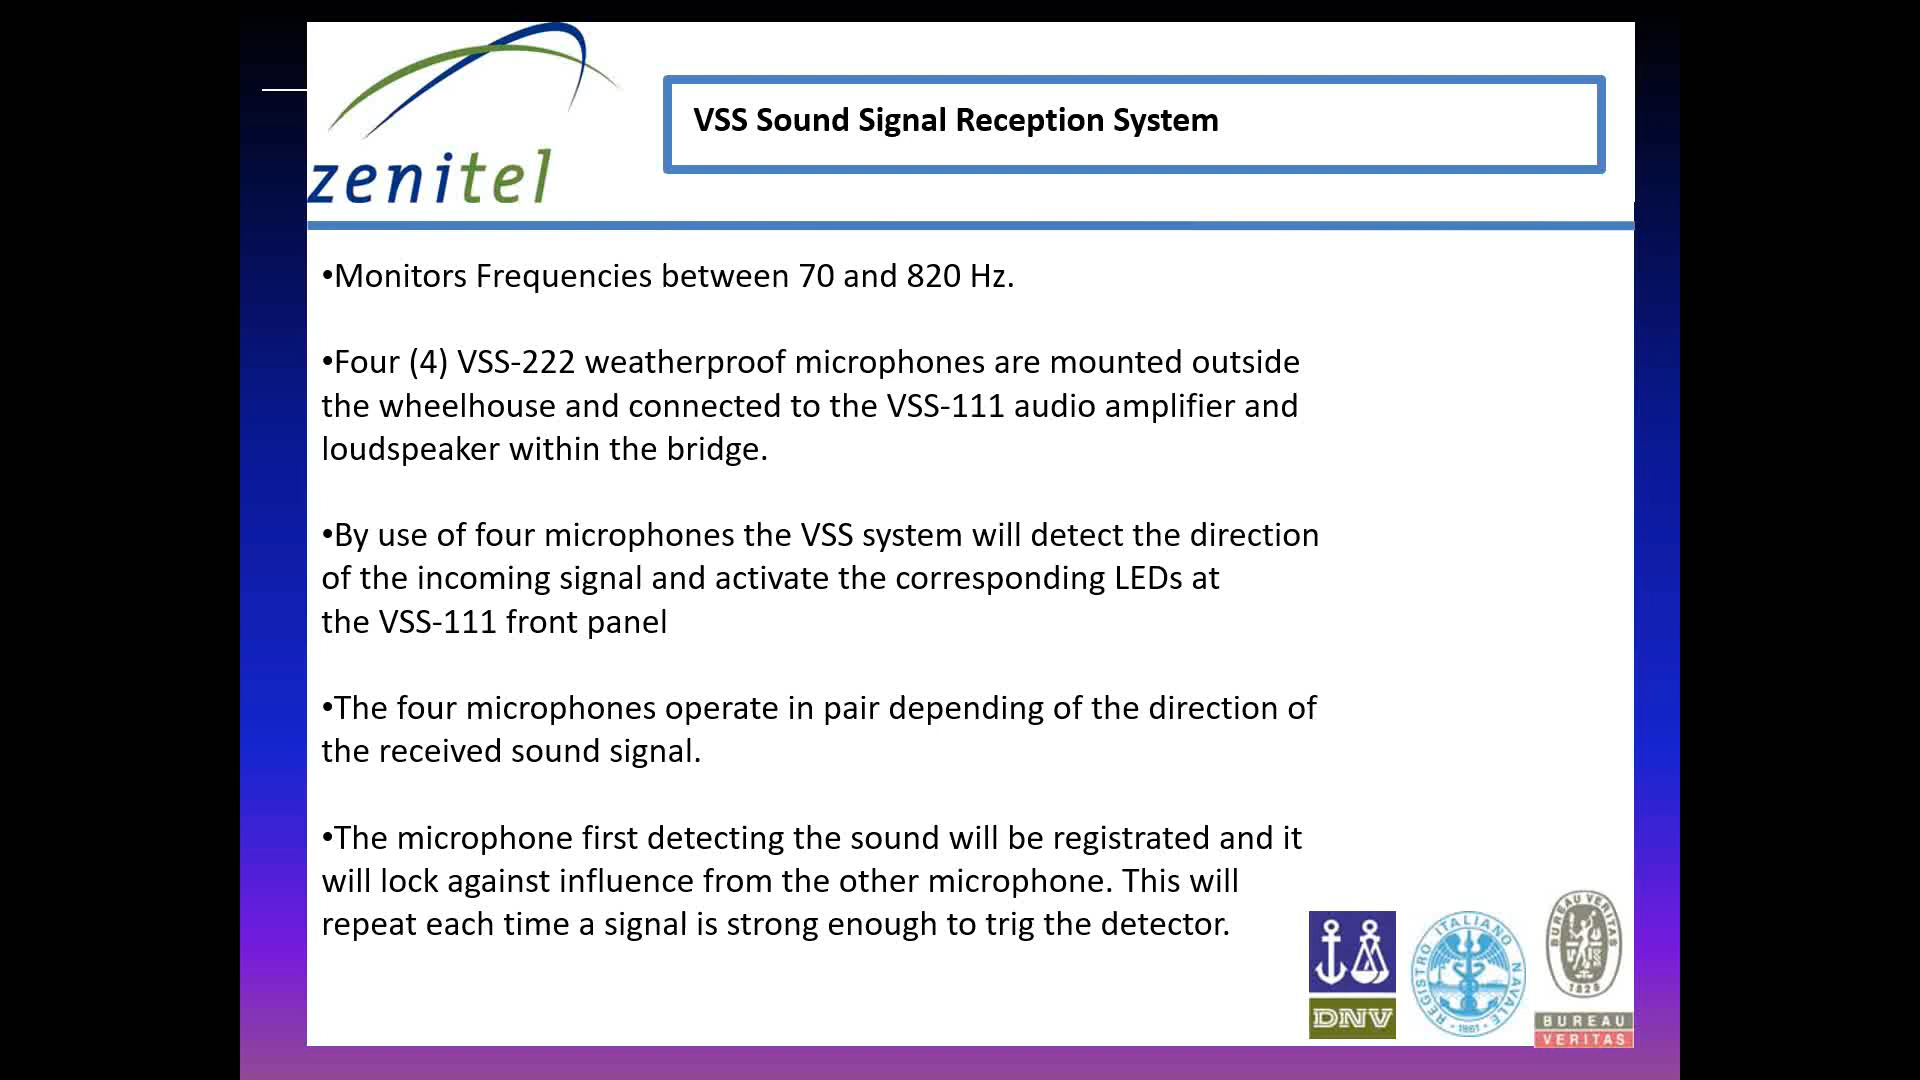 zenitel
VSS Sound Signal Reception System
•Monitors Frequencies between 70 and 820 Hz.
•Four (4) VSS-222 weatherproof microphones are mounted outside
the wheelhouse and connected to the VSS-111 audio amplifier and
loudspeaker within the bridge.
•By use of four microphones the VSS system will detect the direction
of the incoming signal and activate the corresponding LEDs at
the VSS-111 front panel
•The four microphones operate in pair depending of the direction of
the received sound signal.
•The microphone first detecting the sound will be registrated and it
will lock against influence from the other microphone. This will
repeat each time a signal is strong enough to trig the detector.
DNV
REGISTRO ITALIANO NAVALE
1861
BUREAU VERITAS
1828
BUREAU
VERITAS